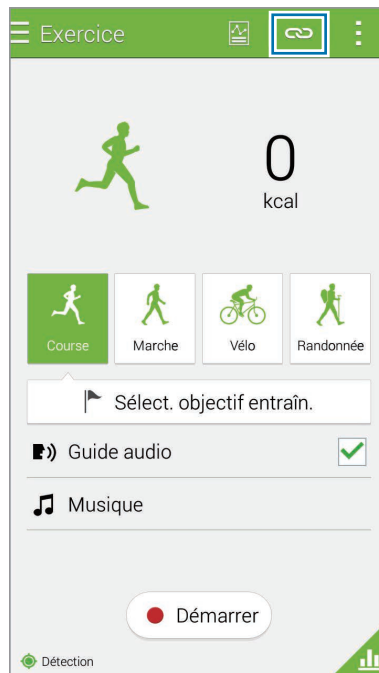 Exercice
0
kcal
Course
Marche
Vélo
Randonnée
Sélect. objectif entraîn.
Guide audio
Musique
Démarrer
Détection